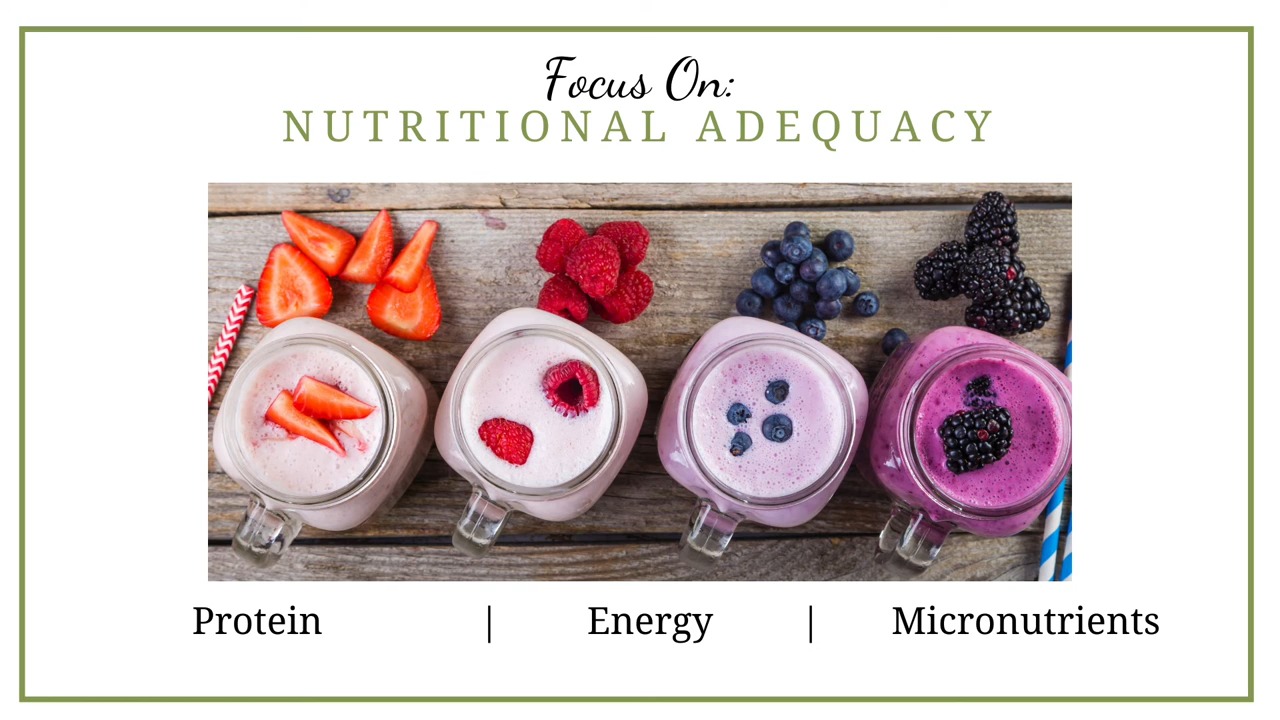 Focus On:
NUTRITIONAL ADEQUACY
Protein | Energy | Micronutrients